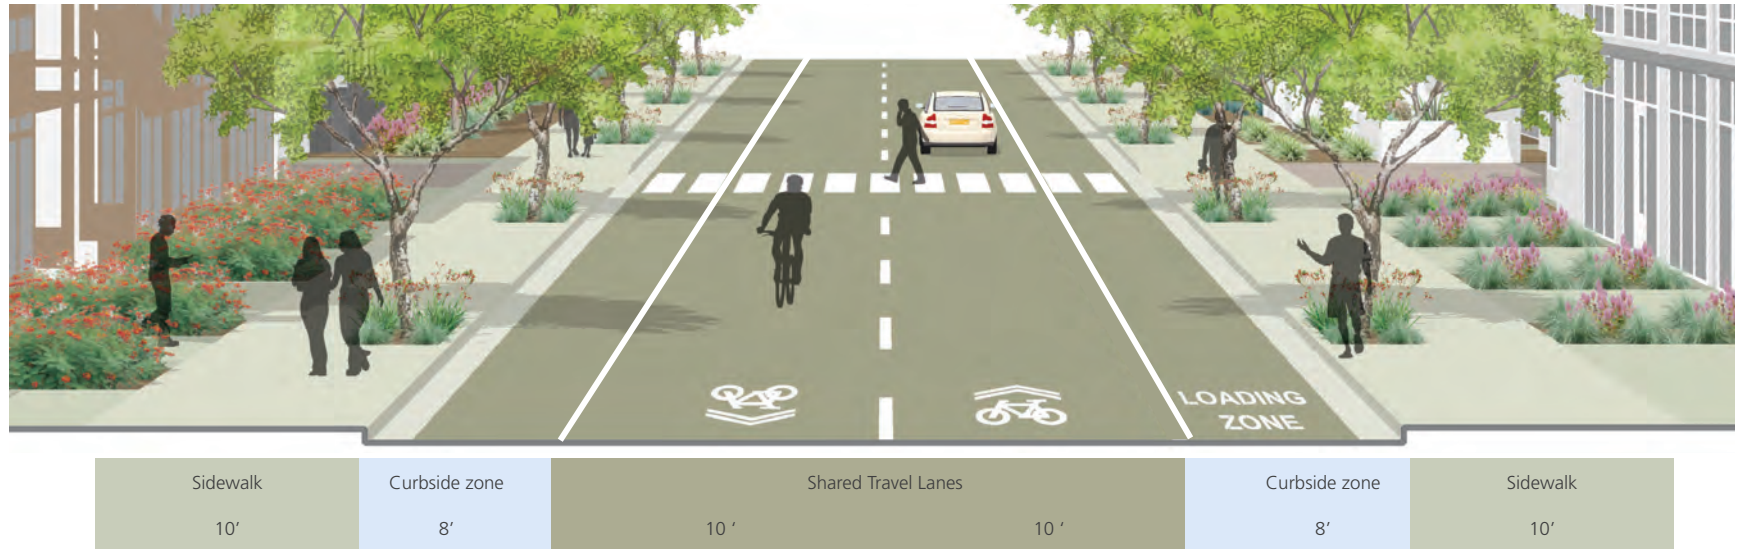 LOADING
ZONE
Sidewalk Curbside zone Shared Travel Lanes Curbside zone Sidewalk
10’ 8’ 10 ‘ 10 ‘ 8’ 10’